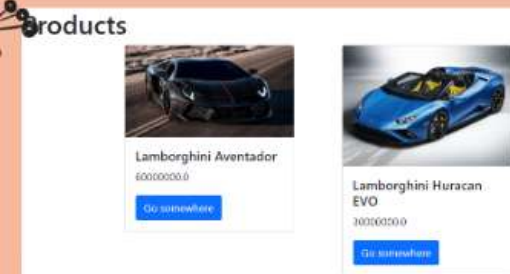 Products
Lamborghini Aventador
60000000.0
Go somewhere
Lamborghini Huracan
EVO
30000000.0
Go somewhere